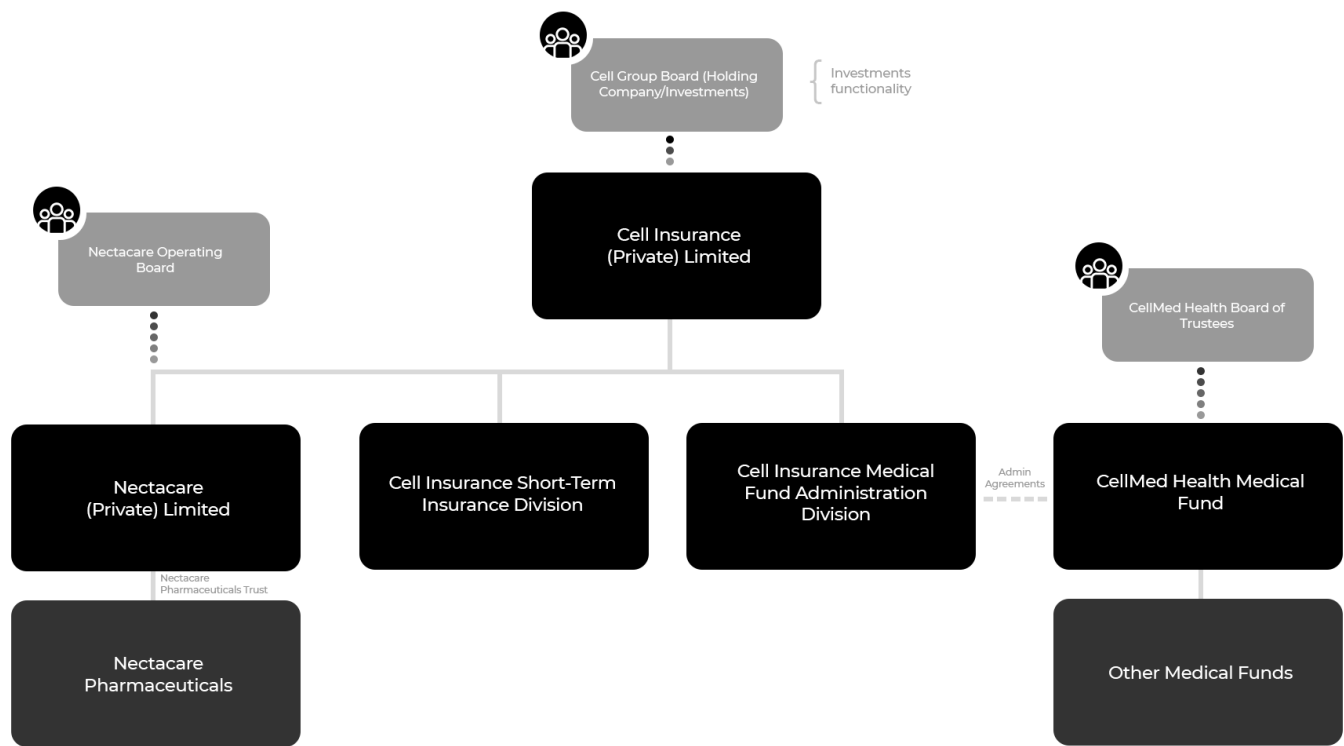 Cell Group Board (Holding
Company/Investments)
Investments
functionality
Cell Insurance
(Private) Limited
Nectacare Operating
Board
CellMed Health Board of
Trustees
Nectacare
(Private) Limited
Cell Insurance Short-Term
Insurance Division
Cell Insurance Medical
Fund Administration
Division
Admin
Agreements
CellMed Health Medical
Fund
Nectacare
Pharmaceuticals Trust
Nectacare
Pharmaceuticals
Other Medical Funds